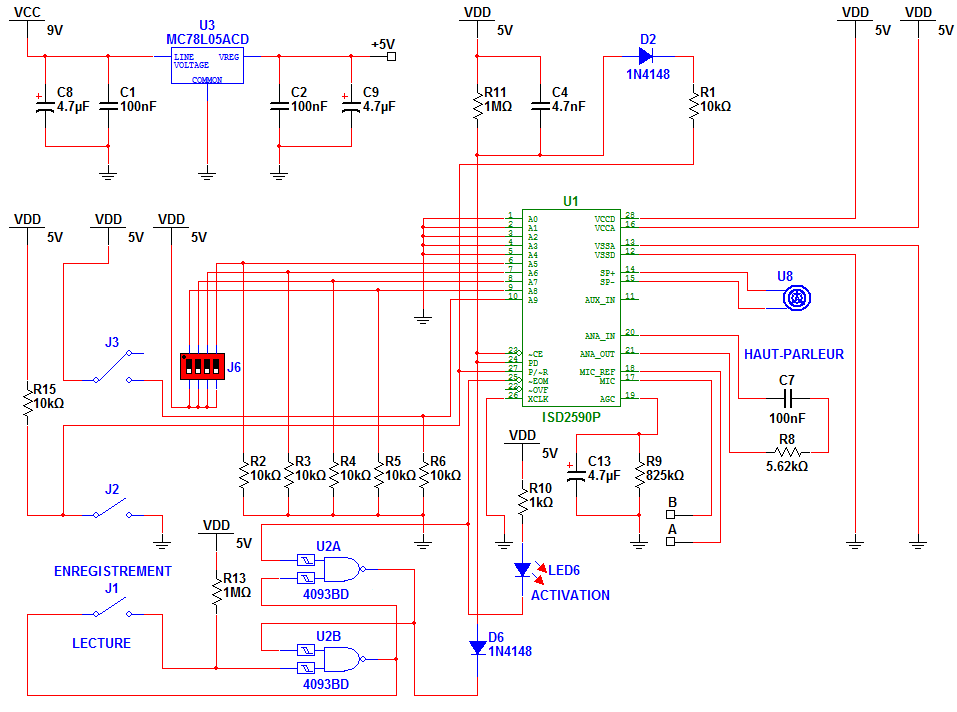 VCC
9V
U3
MC78L05ACD
LINE VREG
VOLTAGE
COMMON
+5V
C8
4.7µF
C1
100nF
C2
100nF
C9
4.7µF
VDD
5V
D2
1N4148
R11
1MΩ
C4
4.7nF
R1
10kΩ
VDD
5V
VDD
5V
VDD
5V
VDD
5V
VDD
5V
U1
1 A0
2 A1
3 A2
4 A3
5 A4
6 A5
7 A6
8 A7
9 A8
10 A9
23 ~CE
24 PD
27 P/~R
25 ~EOM
22 ~OVF
26 XCLK
VCCD 28
VCCA 16
VSSA 13
VSSD 12
SP+ 14
SP- 15
AUX_IN 11
ANA_IN 20
ANA_OUT 21
MIC_REF 18
MIC 17
AGC 19
ISD2590P
U8
HAUT-PARLEUR
C7
100nF
R8
5.62kΩ
J3
J6
R15
10kΩ
R2
10kΩ
R3
10kΩ
R4
10kΩ
R5
10kΩ
R6
10kΩ
VDD
5V
R10
1kΩ
C13
4.7µF
R9
825kΩ
B
A
J2
VDD
5V
R13
1MΩ
U2A
4093BD
LED6
ACTIVATION
ENREGISTREMENT
J1
LECTURE
U2B
4093BD
D6
1N4148